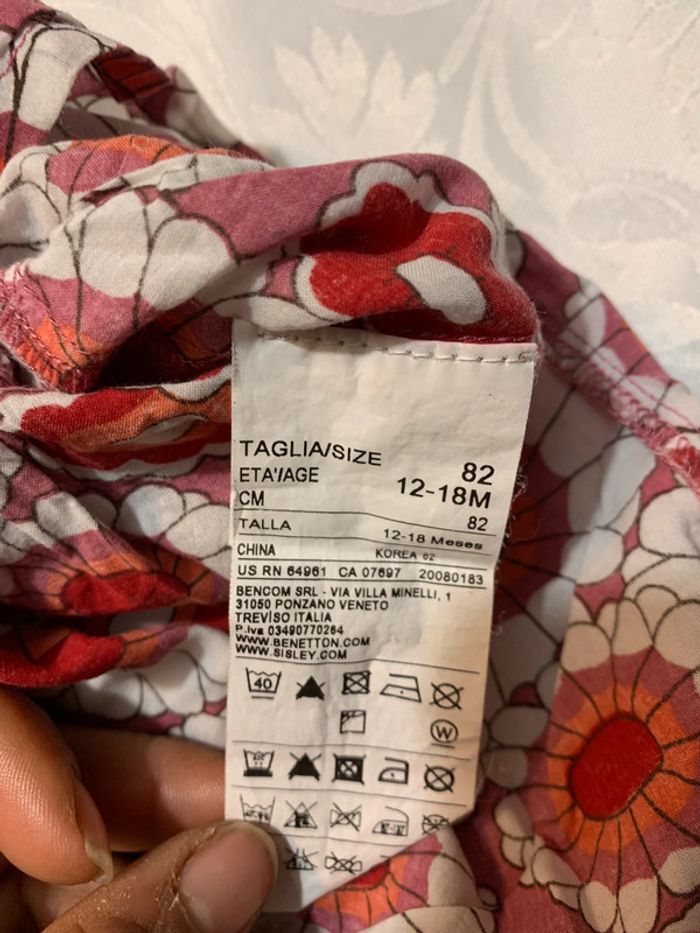 TAGLIA/SIZE 82
ETA'/AGE 12-18M
CM 82
TALLA 12-18 Meses
CHINA KOREA 82
US RN 64961 CA 07697 20080183
BENCOM SRL - VIA VILLA MINELLI, 1
31050 PONZANO VENETO
TREVISO ITALIA
P.Iva 03490770264
WWW.BENETTON.COM
WWW.SISLEY.COM
40
W